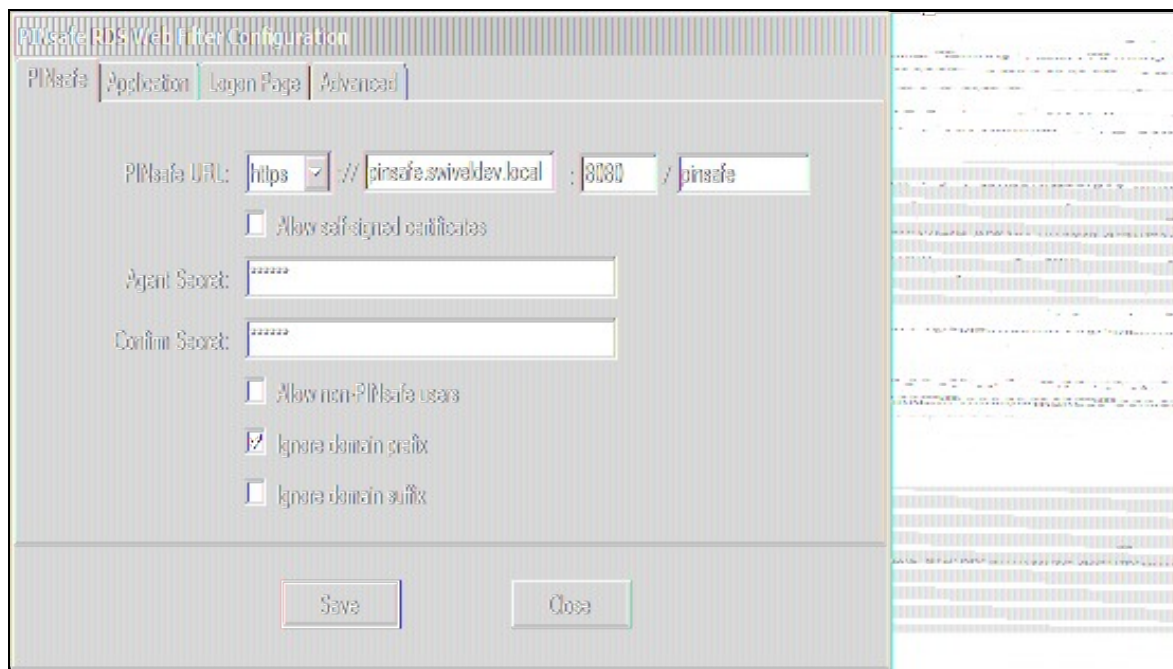 PINsafe RDS Web Filter Configuration
PINsafe Application Logon Page Advanced
PINsafe URL: https :// pinsafe.swiveldev.local : 8080 / pinsafe
Allow self signed certificates
Agent Secret: ******
Confirm Secret: ******
Allow non-PINsafe users
Ignore domain prefix
Ignore domain suffix
Save Close